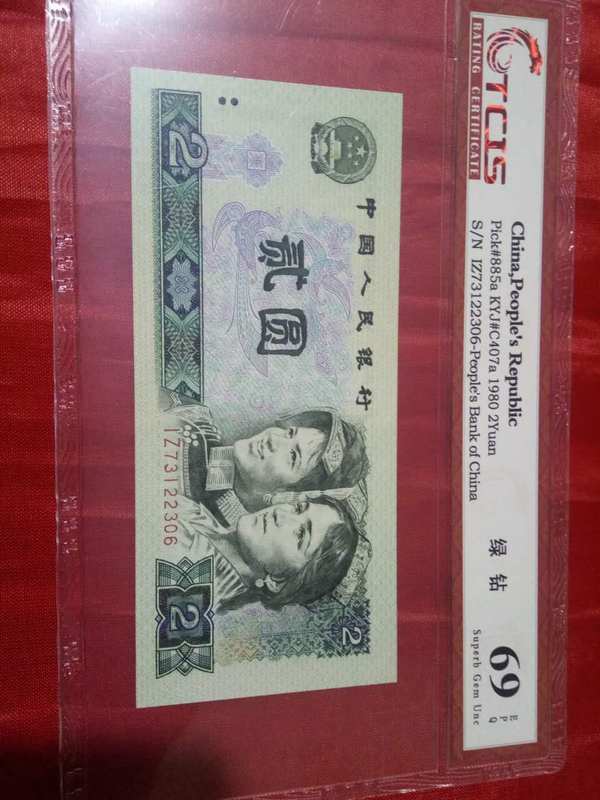 TCIS
RATING CERTIFICATE
China,People's Republic
Pick#885a KYJ#C407a 1980 2Yuan
S/N IZ73122306-People's Bank of China
绿钻
69
EPQ
Superb Gem Unc
中国人民银行
贰圆
2
IZ73122306
2
2